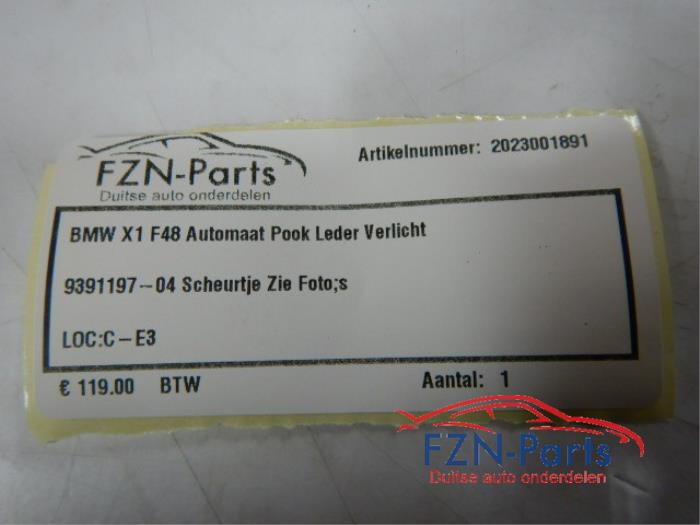 FZN-Parts
Duitse auto onderdelen
Artikelnummer: 2023001891
BMW X1 F48 Automaat Pook Leder Verlicht
9391197-04 Scheurtje Zie Foto;s
LOC:C-E3
€ 119.00 BTW
Aantal: 1
FZN-Parts
Duitse auto onderdelen